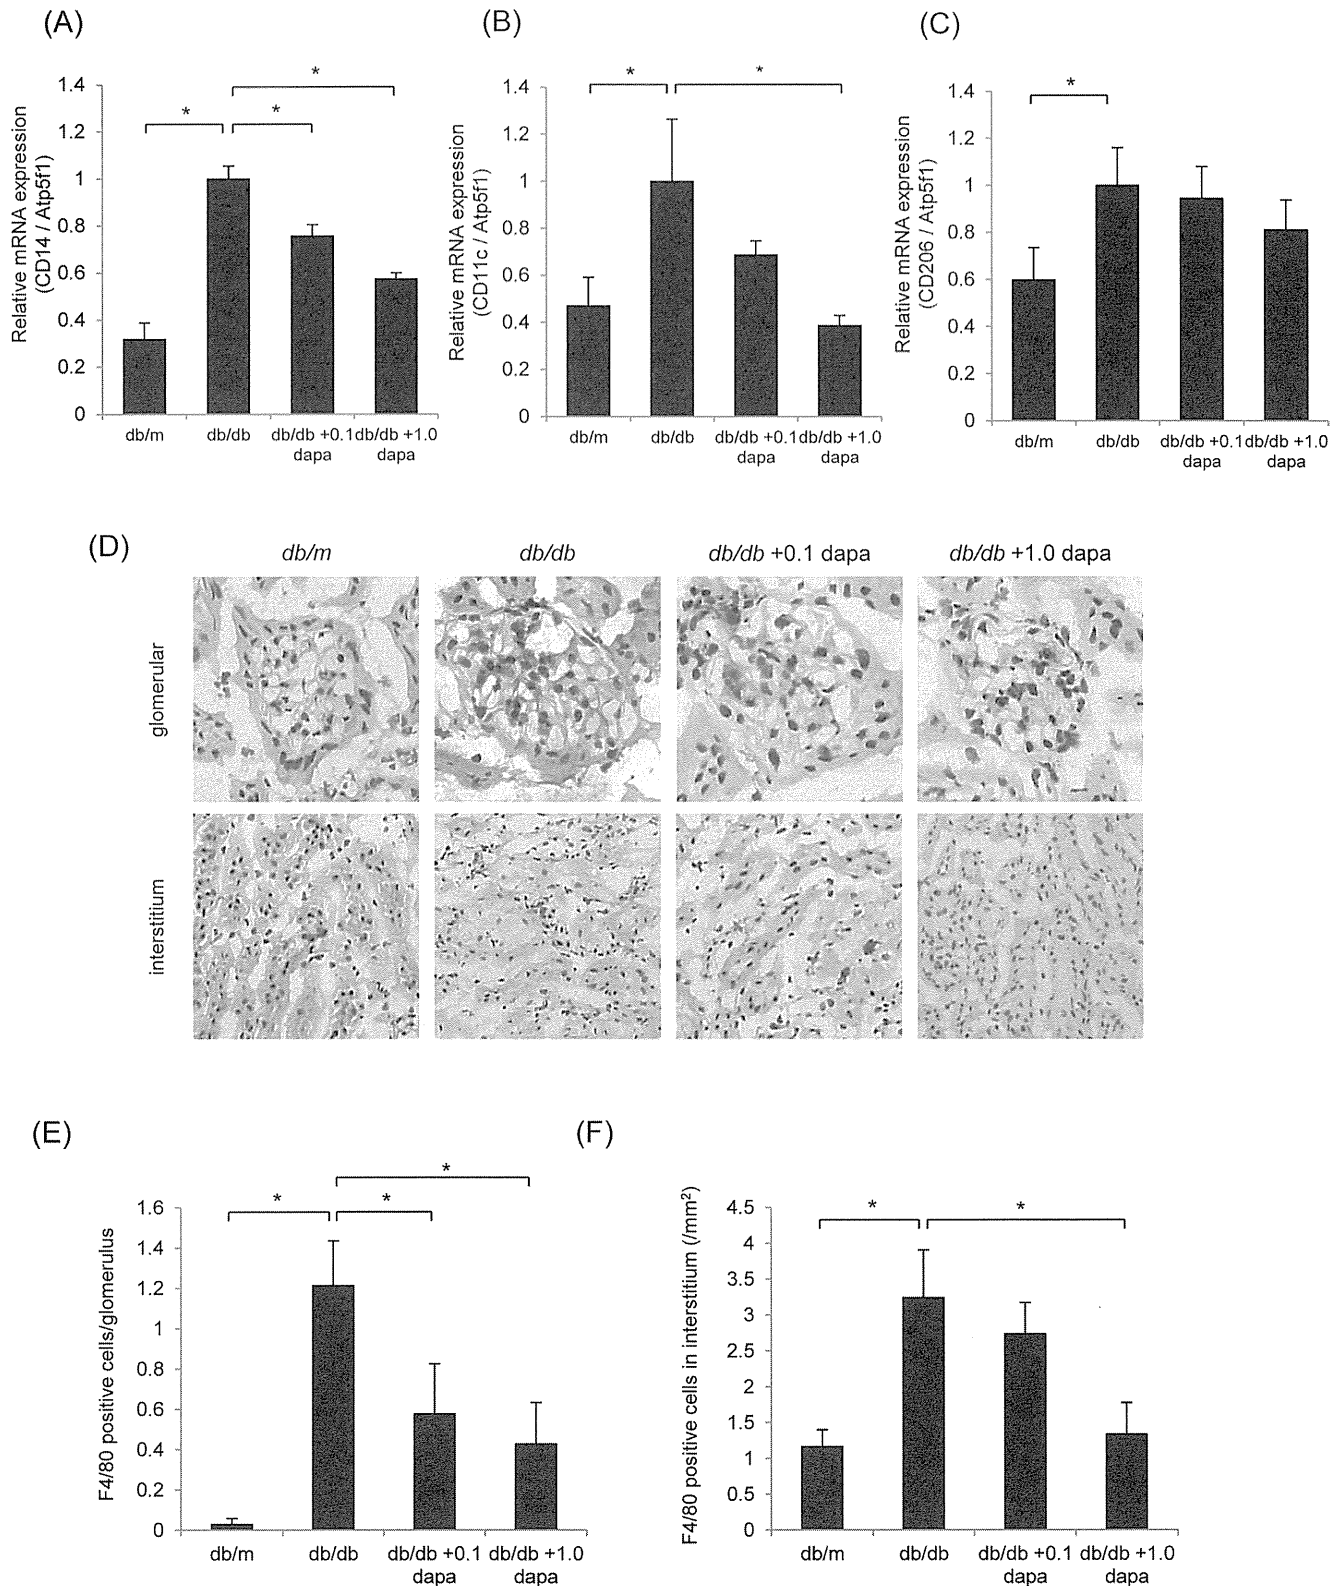 (A)
Relative mRNA expression
(CD14 / Atp5f1)
1.4
1.2
1
0.8
0.6
0.4
0.2
0
*
*
*
db/m
db/db
db/db +0.1
dapa
db/db +1.0
dapa
(B)
Relative mRNA expression
(CD11c / Atp5f1)
1.4
1.2
1
0.8
0.6
0.4
0.2
0
*
*
db/m
db/db
db/db +0.1
dapa
db/db +1.0
dapa
(C)
Relative mRNA expression
(CD206 / Atp5f1)
1.4
1.2
1
0.8
0.6
0.4
0.2
0
*
db/m
db/db
db/db +0.1
dapa
db/db +1.0
dapa
(D)
db/m
db/db
db/db +0.1 dapa
db/db +1.0 dapa
glomerular
interstitium
(E)
F4/80 positive cells/glomerulus
1.6
1.4
1.2
1
0.8
0.6
0.4
0.2
0
*
*
*
db/m
db/db
db/db +0.1
dapa
db/db +1.0
dapa
(F)
F4/80 positive cells in interstitium (/mm²)
4.5
4
3.5
3
2.5
2
1.5
1
0.5
0
*
*
db/m
db/db
db/db +0.1
dapa
db/db +1.0
dapa